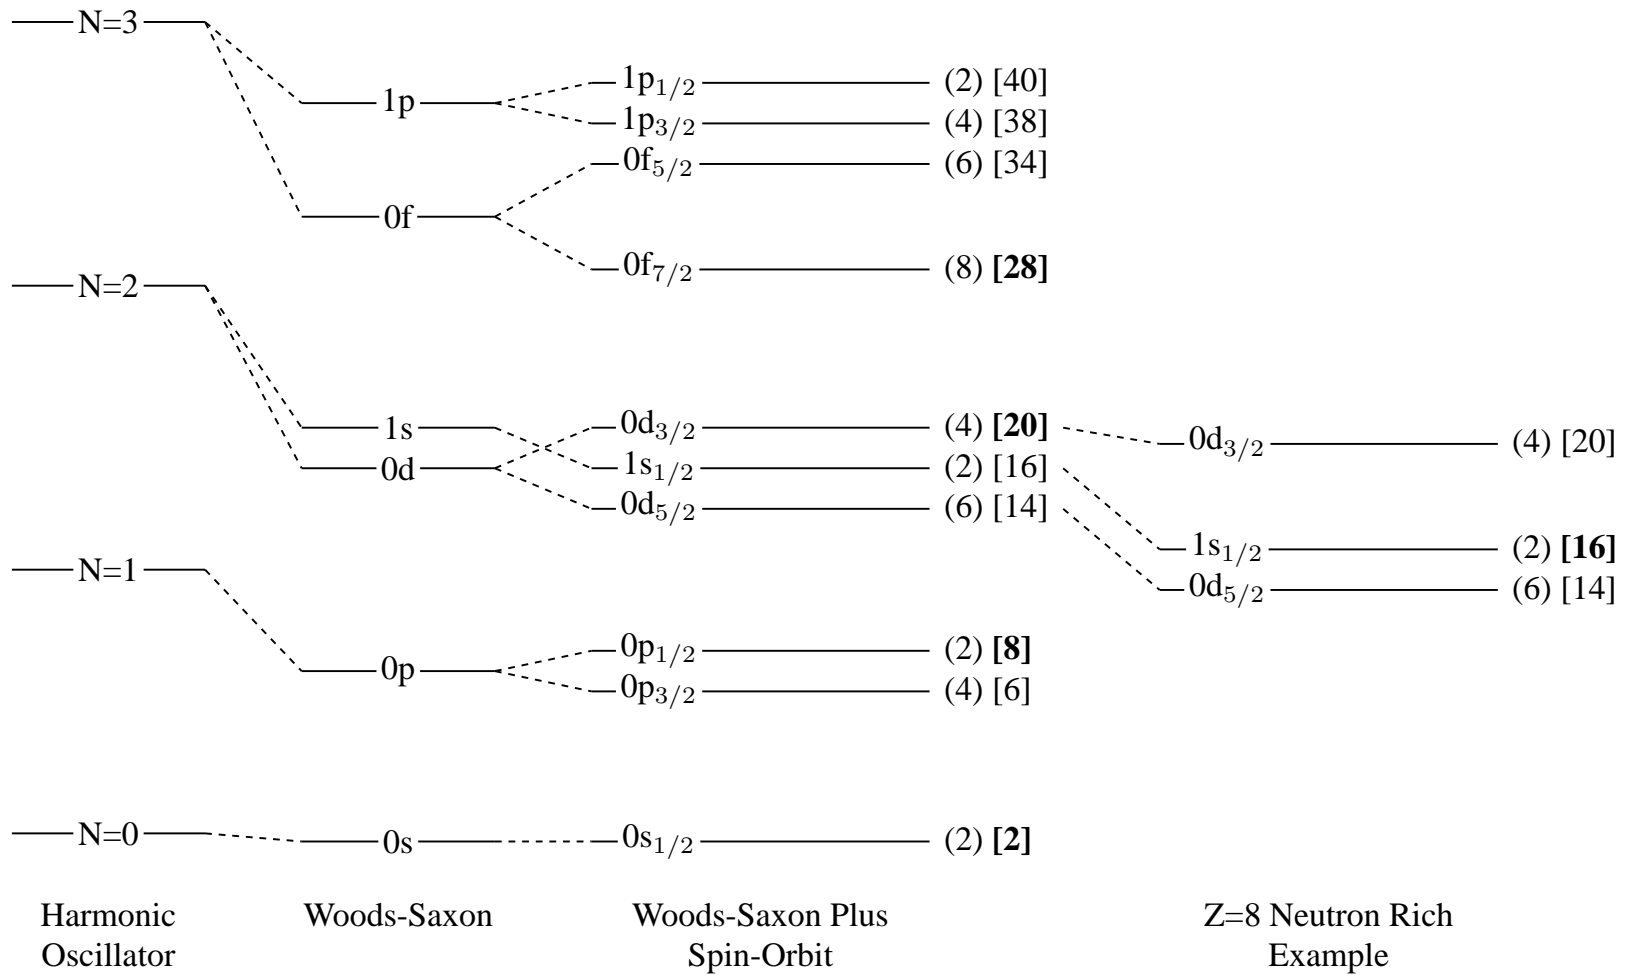 N=3
1p
1p1/2 (2) [40]
1p3/2 (4) [38]
0f5/2 (6) [34]
0f
0f7/2 (8) [28]
N=2
1s
0d3/2 (4) [20]
0d3/2 (4) [20]
0d
1s1/2 (2) [16]
0d5/2 (6) [14]
1s1/2 (2) [16]
N=1
0d5/2 (6) [14]
0p1/2 (2) [8]
0p
0p3/2 (4) [6]
N=0
0s
0s1/2 (2) [2]
Harmonic
Oscillator
Woods-Saxon
Woods-Saxon Plus
Spin-Orbit
Z=8 Neutron Rich
Example